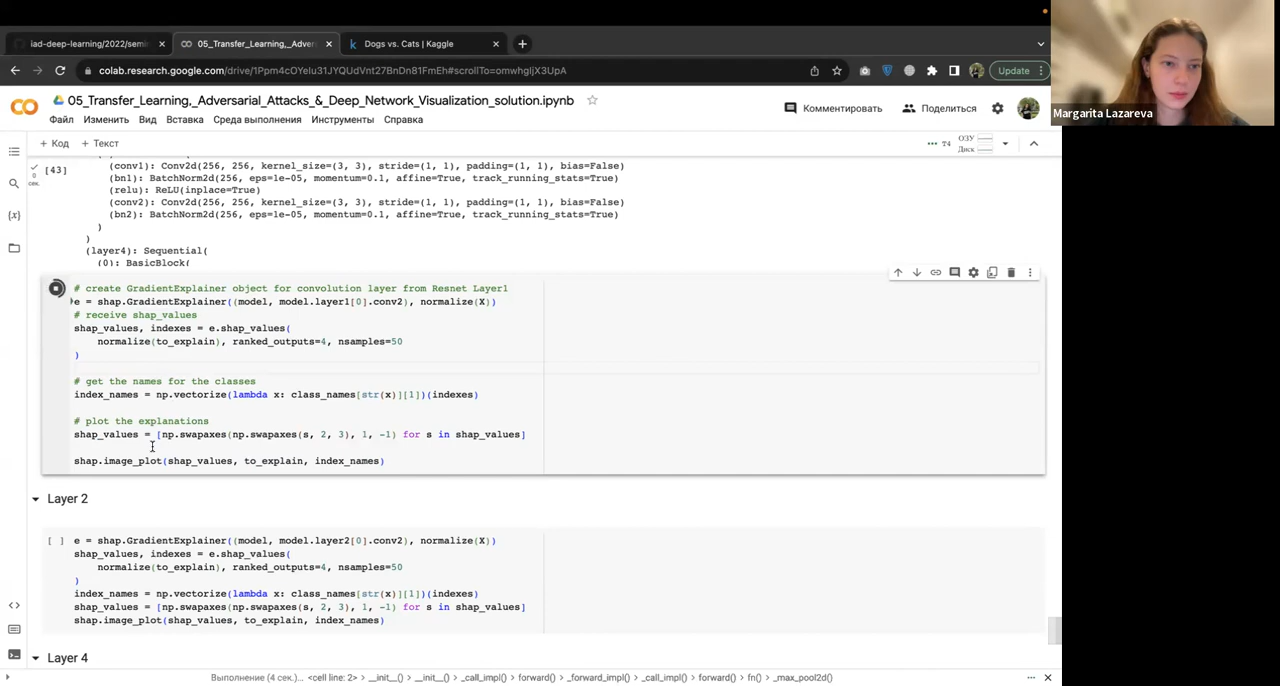 iad-deep-learning/2022/semi
05_Transfer_Learning,_Adver
Dogs vs. Cats | Kaggle
colab.research.google.com/drive/1Ppm4cOYeIu31JYQUdVnt27BnDn81FmEh#scrollTo=omwhgIjX3UpA
Update
05_Transfer_Learning,_Adversarial_Attacks_&_Deep_Network_Visualization_solution.ipynb
Комментировать
Поделиться
Файл Изменить Вид Вставка Среда выполнения Инструменты Справка
+ Код + Текст
T4
ОЗУ
Диск
[43]
0
сек.
(conv1): Conv2d(256, 256, kernel_size=(3, 3), stride=(1, 1), padding=(1, 1), bias=False)
(bn1): BatchNorm2d(256, eps=1e-05, momentum=0.1, affine=True, track_running_stats=True)
(relu): ReLU(inplace=True)
(conv2): Conv2d(256, 256, kernel_size=(3, 3), stride=(1, 1), padding=(1, 1), bias=False)
(bn2): BatchNorm2d(256, eps=1e-05, momentum=0.1, affine=True, track_running_stats=True)
)
)
(layer4): Sequential(
(0): BasicBlock(
# create GradientExplainer object for convolution layer from Resnet Layer1
e = shap.GradientExplainer((model, model.layer1[0].conv2), normalize(X))
# receive shap_values
shap_values, indexes = e.shap_values(
normalize(to_explain), ranked_outputs=4, nsamples=50
)
# get the names for the classes
index_names = np.vectorize(lambda x: class_names[str(x)][1])(indexes)
# plot the explanations
shap_values = [np.swapaxes(np.swapaxes(s, 2, 3), 1, -1) for s in shap_values]
shap.image_plot(shap_values, to_explain, index_names)
Layer 2
[ ]
e = shap.GradientExplainer((model, model.layer2[0].conv2), normalize(X))
shap_values, indexes = e.shap_values(
normalize(to_explain), ranked_outputs=4, nsamples=50
)
index_names = np.vectorize(lambda x: class_names[str(x)][1])(indexes)
shap_values = [np.swapaxes(np.swapaxes(s, 2, 3), 1, -1) for s in shap_values]
shap.image_plot(shap_values, to_explain, index_names)
Layer 4
Выполнение (4 сек.)... <cell line: 2> > __init__() > __init__() > _call_impl() > forward() > _forward_impl() > _call_impl() > forward() > fn() > _max_pool2d()
Margarita Lazareva